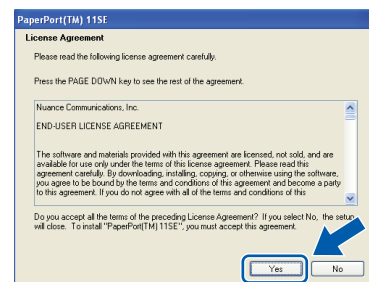 PaperPort(TM) 11SE
License Agreement
Please read the following license agreement carefully.
Press the PAGE DOWN key to see the rest of the agreement.
Nuance Communications, Inc.
END-USER LICENSE AGREEMENT
The software and materials provided with this agreement are licensed, not sold, and are
available for use only under the terms of this license agreement. Please read this
agreement carefully. By downloading, installing, copying, or otherwise using the software,
you agree to be bound by the terms and conditions of this agreement and become a party
to this agreement. If you do not agree with all of the terms and conditions of this
Do you accept all the terms of the preceding License Agreement? If you select No, the setup
will close. To install "PaperPort(TM) 11SE", you must accept this agreement.
Yes
No